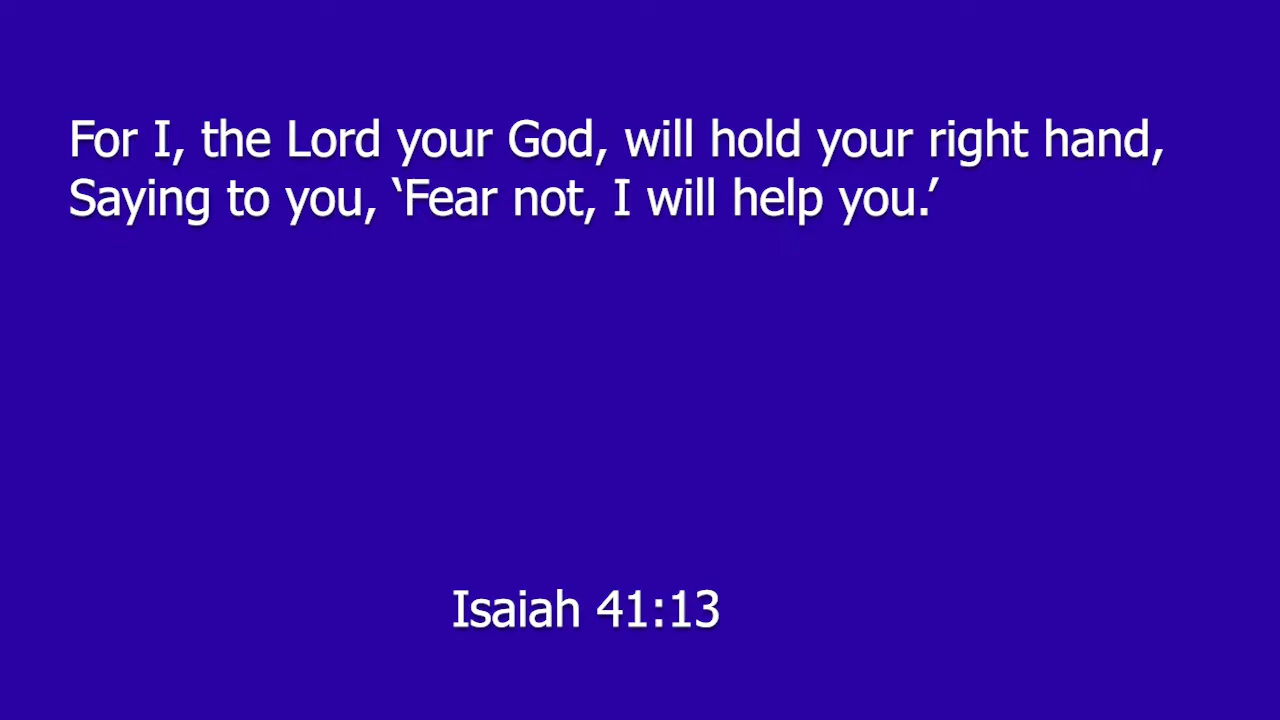 For I, the Lord your God, will hold your right hand,
Saying to you, ‘Fear not, I will help you.’
Isaiah 41:13